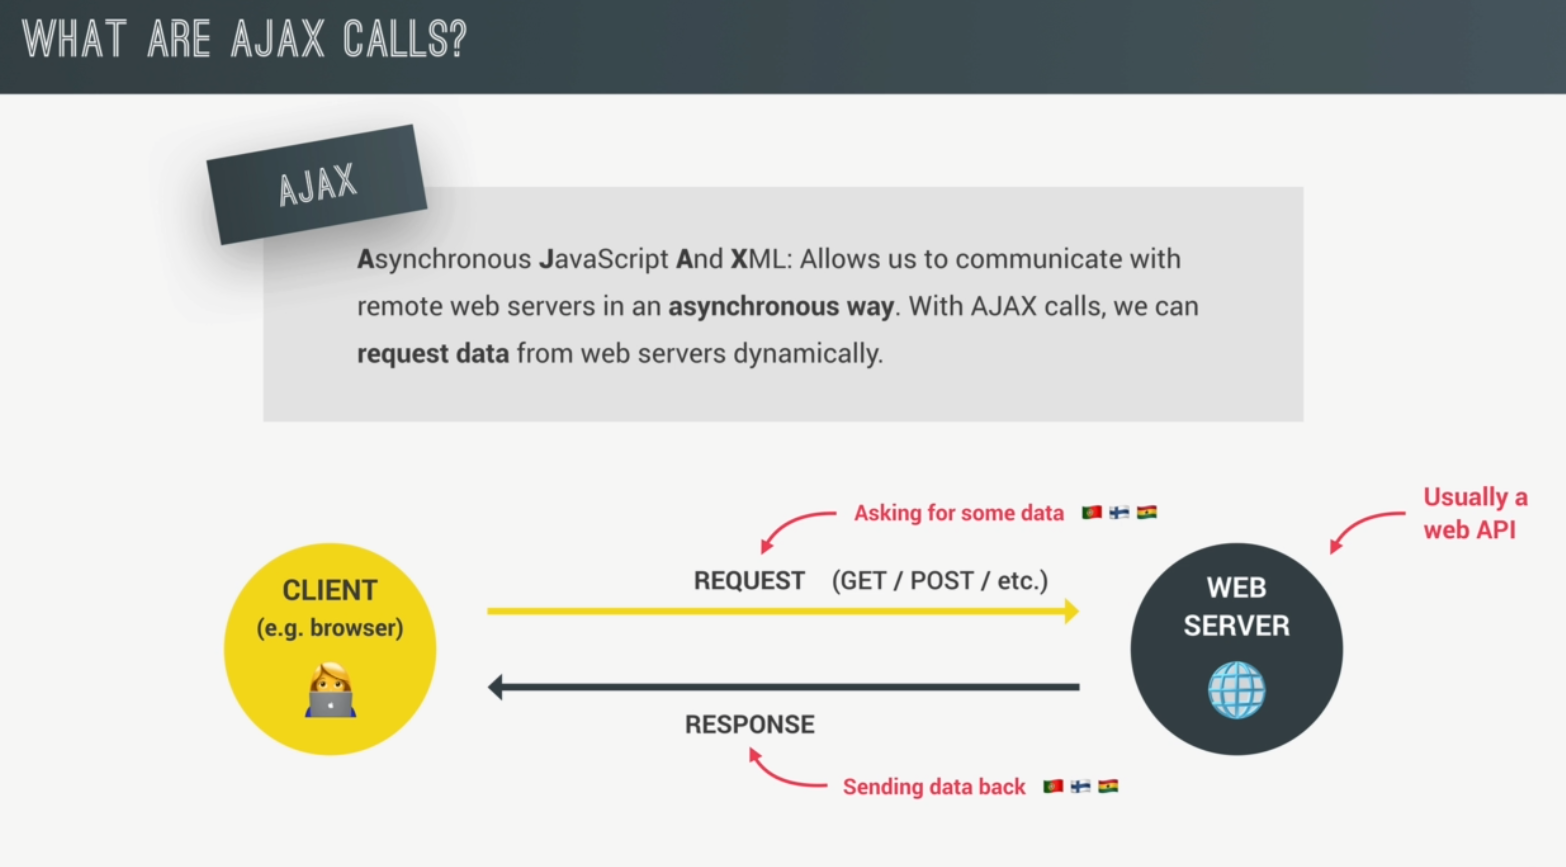 WHAT ARE AJAX CALLS?
AJAX
Asynchronous JavaScript And XML: Allows us to communicate with
remote web servers in an asynchronous way. With AJAX calls, we can
request data from web servers dynamically.
Usually a
web API
Asking for some data
REQUEST (GET / POST / etc.)
CLIENT
(e.g. browser)
WEB
SERVER
RESPONSE
Sending data back